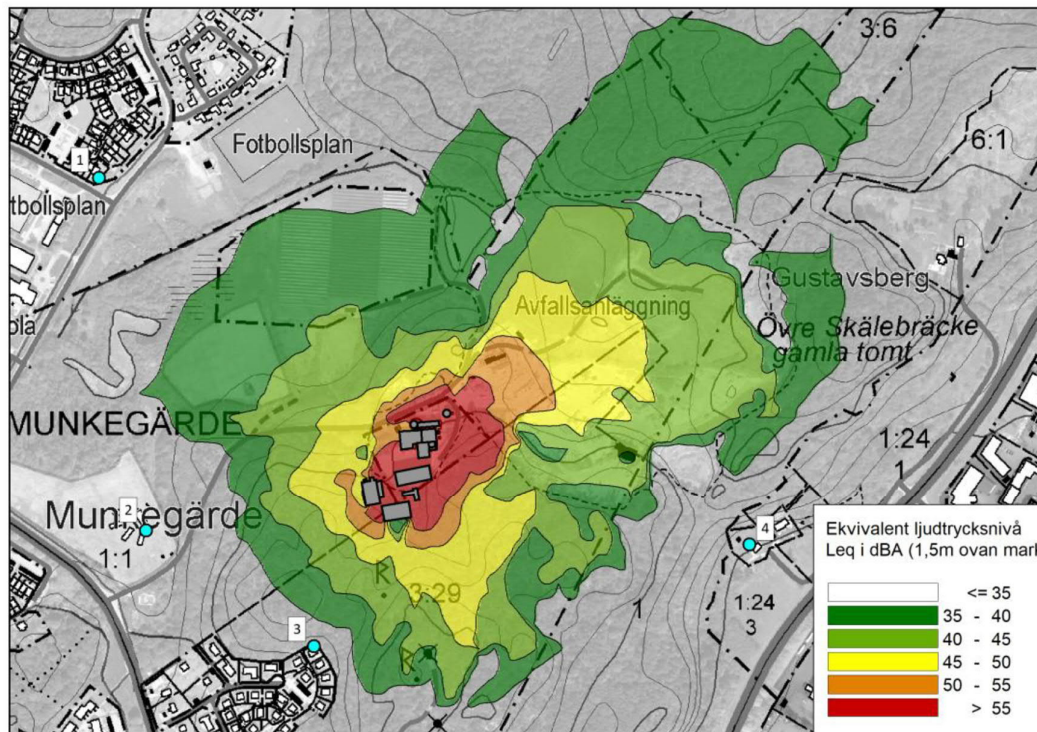 3:6
Fotbollsplan
6:1
1
tbollsplan
Gustavsberg
Avfallsanläggning
Övre Skälebräcke
gamla tomt
MUNKEGÄRDE
1:24
1
2
Munkegärde
4
1:1
3:29
1
1:24
3
3
R
R
Ekvivalent ljudtrycksnivå
Leq i dBA (1,5m ovan mark
<= 35
35 - 40
40 - 45
45 - 50
50 - 55
> 55